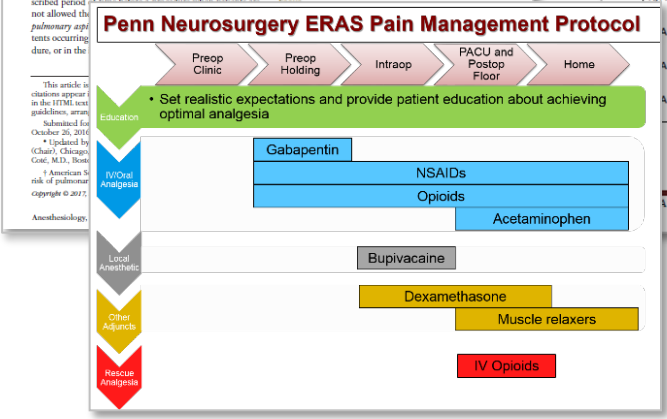 scribed period
not allowed the
pulmonary aspi
tents occurring
dure, or in the
This article is
citations appear i
in the HTML text
guidelines, arran
Submitted for
October 26, 2016
* Updated by
(Chair), Chicago,
Coté, M.D., Bosto
† American S
risk of pulmonar
Copyright © 2017,
Anesthesiology,
Penn Neurosurgery ERAS Pain Management Protocol
Preop
Clinic
Preop
Holding
Intraop
PACU and
Postop
Floor
Home
Education
• Set realistic expectations and provide patient education about achieving
optimal analgesia
IV/Oral
Analgesia
Gabapentin
NSAIDs
Opioids
Acetaminophen
Local
Anesthetic
Bupivacaine
Other
Adjuncts
Dexamethasone
Muscle relaxers
Rescue
Analgesia
IV Opioids